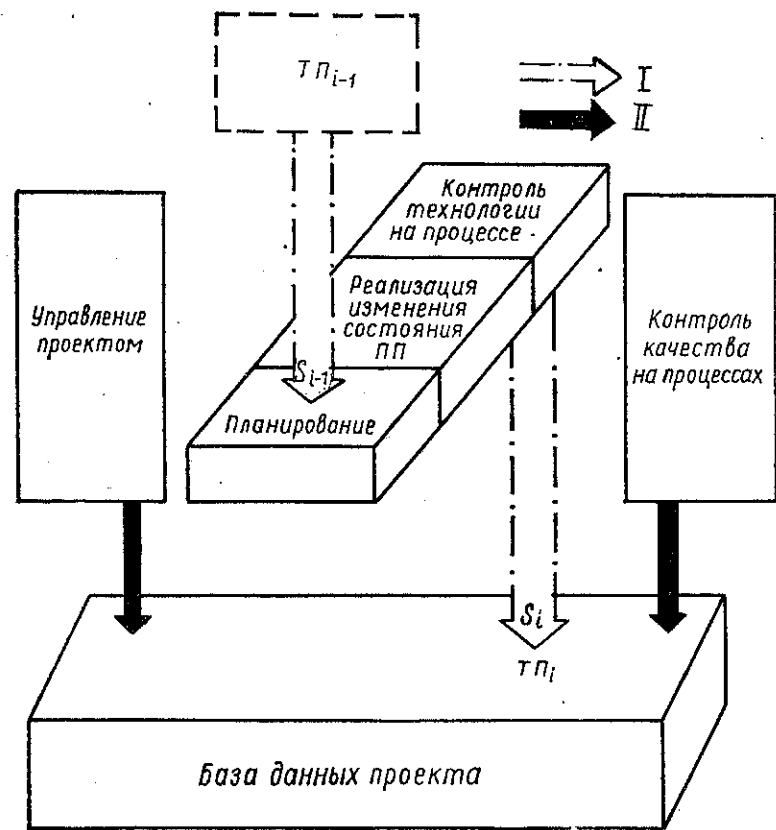 ТП_{i-1}
I
II
Контроль
технологии
на процессе
Управление
проектом
Реализация
изменения
состояния
ПП
S_{i-1}
Планирование
Контроль
качества
на процессах
S_i
ТП_i
База данных проекта